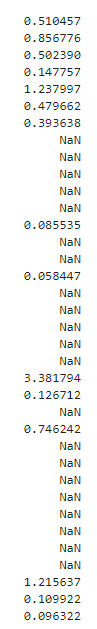 0.510457
0.856776
0.502390
0.147757
1.237997
0.479662
0.393638
NaN
NaN
NaN
NaN
0.085535
NaN
NaN
0.058447
NaN
NaN
NaN
NaN
NaN
3.381794
0.126712
NaN
0.746242
NaN
NaN
NaN
NaN
NaN
NaN
NaN
NaN
1.215637
0.109922
0.096322